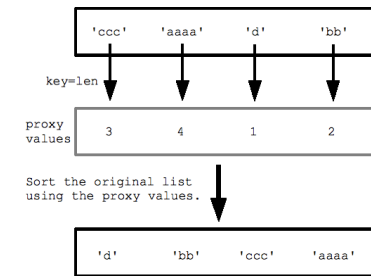 'ccc' 'aaaa' 'd' 'bb'
key=len
proxy
values 3 4 1 2
Sort the original list
using the proxy values.
'd' 'bb' 'ccc' 'aaaa'